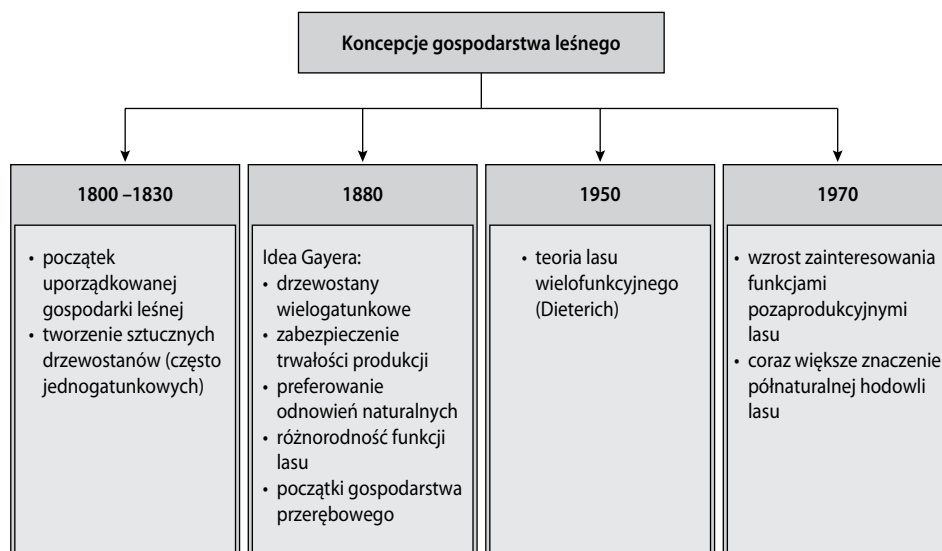 Koncepcje gospodarstwa leśnego
1800 –1830
• początek
uporządkowanej
gospodarki leśnej
• tworzenie sztucznych
drzewostanów (często
jednogatunkowych)
1880
Idea Gayera:
• drzewostany
wielogatunkowe
• zabezpieczenie
trwałości produkcji
• preferowanie
odnowień naturalnych
• różnorodność funkcji
lasu
• początki gospodarstwa
przerębowego
1950
• teoria lasu
wielofunkcyjnego
(Dieterich)
1970
• wzrost zainteresowania
funkcjami
pozaprodukcyjnymi
lasu
• coraz większe znaczenie
półnaturalnej hodowli
lasu